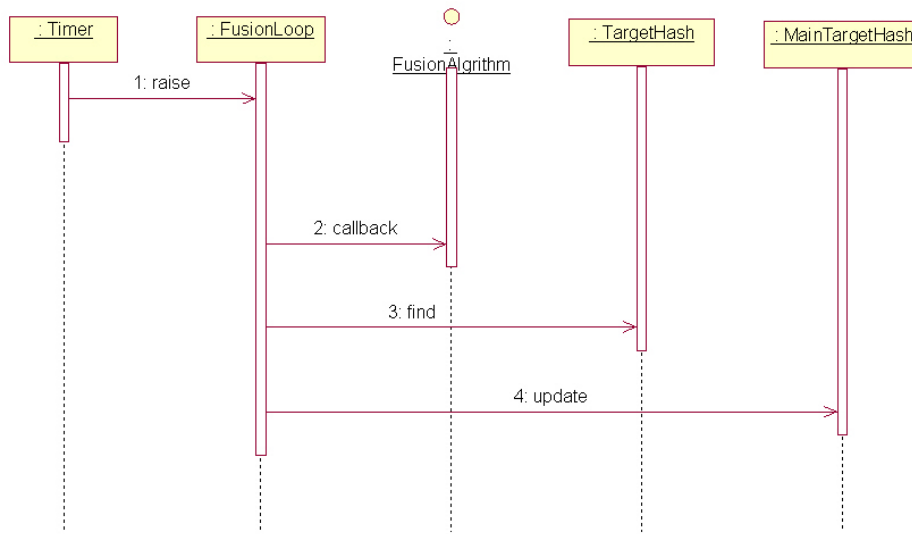 : Timer
: FusionLoop
:
FusionAlgrithm
: TargetHash
: MainTargetHash
1: raise
2: callback
3: find
4: update